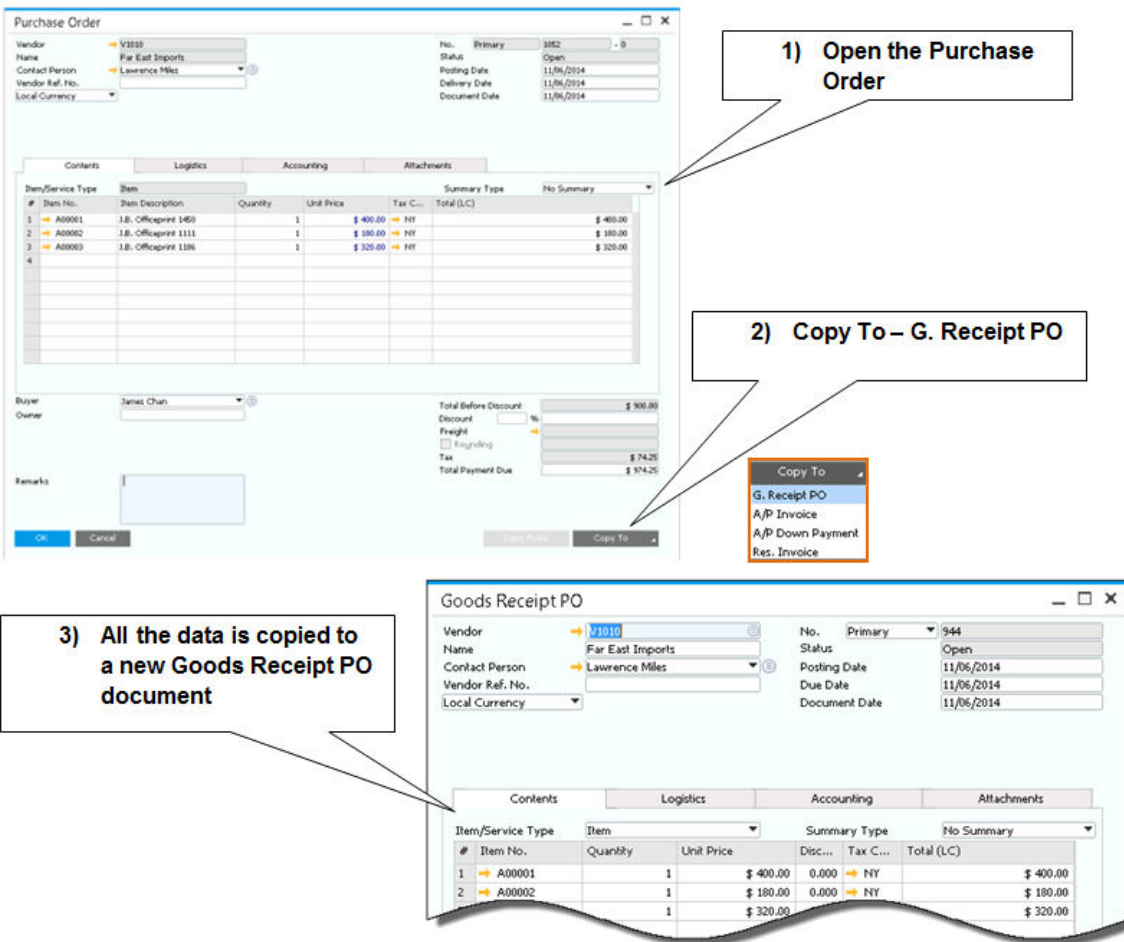 Purchase Order
1) Open the Purchase
Order
Vendor V1010 No. Primary 1052 - 0
Name Far East Imports Status Open
Contact Person Lawrence Miles Posting Date 11/06/2014
Vendor Ref. No. Delivery Date 11/06/2014
Local Currency Document Date 11/06/2014
Contents Logistics Accounting Attachments
Item/Service Type Item Summary Type No Summary
# Item No. Item Description Quantity Unit Price Tax C... Total (LC)
1 A00001 J.B. Officeprint 1450 1 $ 400.00 NY $ 400.00
2 A00002 J.B. Officeprint 1111 1 $ 180.00 NY $ 180.00
3 A00003 J.B. Officeprint 1186 1 $ 320.00 NY $ 320.00
4
2) Copy To – G. Receipt PO
Buyer James Chan Total Before Discount $ 900.00
Owner Discount %
Freight
Rounding
Tax $ 74.25
Total Payment Due $ 974.25
Remarks
OK Cancel Copy From Copy To
Copy To
G. Receipt PO
A/P Invoice
A/P Down Payment
Res. Invoice
3) All the data is copied to
a new Goods Receipt PO
document
Goods Receipt PO
Vendor V1010 No. Primary 944
Name Far East Imports Status Open
Contact Person Lawrence Miles Posting Date 11/06/2014
Vendor Ref. No. Due Date 11/06/2014
Local Currency Document Date 11/06/2014
Contents Logistics Accounting Attachments
Item/Service Type Item Summary Type No Summary
# Item No. Quantity Unit Price Disc... Tax C... Total (LC)
1 A00001 1 $ 400.00 0.000 NY $ 400.00
2 A00002 1 $ 180.00 0.000 NY $ 180.00
1 $ 320.00 $ 320.00